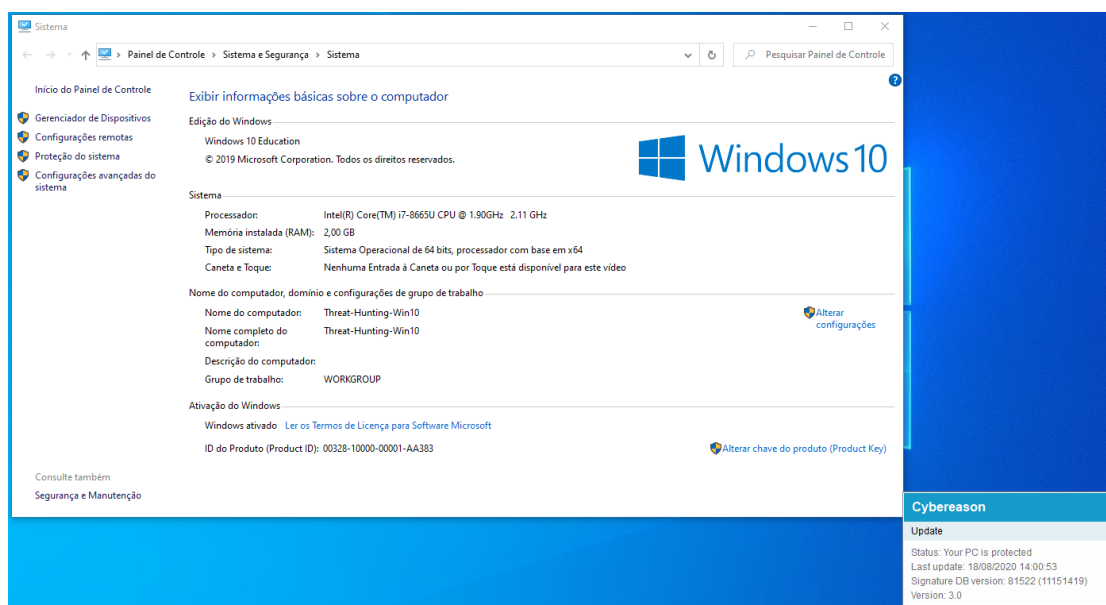 Sistema
Painel de Controle › Sistema e Segurança › Sistema
Pesquisar Painel de Controle
Início do Painel de Controle
Gerenciador de Dispositivos
Configurações remotas
Proteção do sistema
Configurações avançadas do
sistema
Exibir informações básicas sobre o computador
Edição do Windows
Windows 10 Education
© 2019 Microsoft Corporation. Todos os direitos reservados.
Windows 10
Sistema
Processador: Intel(R) Core(TM) i7-8665U CPU @ 1.90GHz 2.11 GHz
Memória instalada (RAM): 2,00 GB
Tipo de sistema: Sistema Operacional de 64 bits, processador com base em x64
Caneta e Toque: Nenhuma Entrada à Caneta ou por Toque está disponível para este vídeo
Nome do computador, domínio e configurações de grupo de trabalho
Nome do computador: Threat-Hunting-Win10
Alterar
configurações
Nome completo do
computador: Threat-Hunting-Win10
Descrição do computador:
Grupo de trabalho: WORKGROUP
Ativação do Windows
Windows ativado Ler os Termos de Licença para Software Microsoft
ID do Produto (Product ID): 00328-10000-00001-AA383
Alterar chave do produto (Product Key)
Consulte também
Segurança e Manutenção
Cybereason
Update
Status: Your PC is protected
Last update: 18/08/2020 14:00:53
Signature DB version: 81522 (11151419)
Version: 3.0